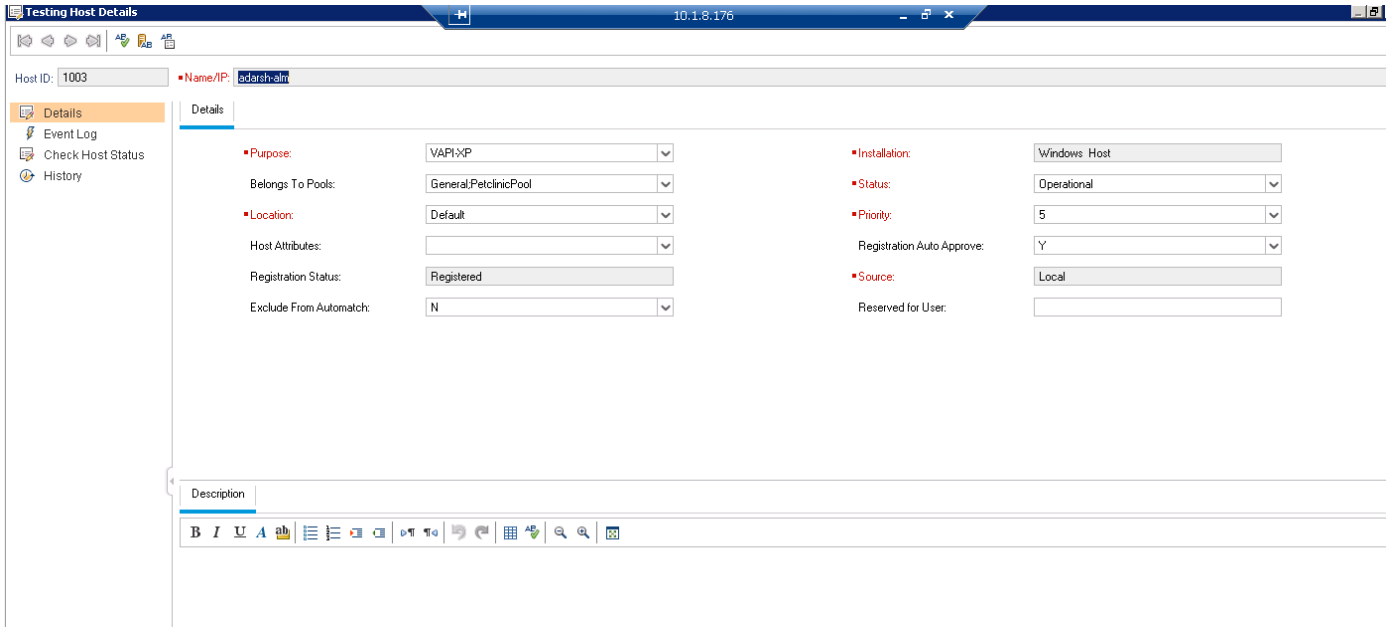 Testing Host Details
10.1.8.176
Host ID: 1003 Name/IP: adarsh-alm
Details
Event Log
Check Host Status
History
Details
Purpose: VAPI-XP Installation: Windows Host
Belongs To Pools: General;PetclinicPool Status: Operational
Location: Default Priority: 5
Host Attributes: Registration Auto Approve: Y
Registration Status: Registered Source: Local
Exclude From Automatch: N Reserved for User:
Description
B I U A ab